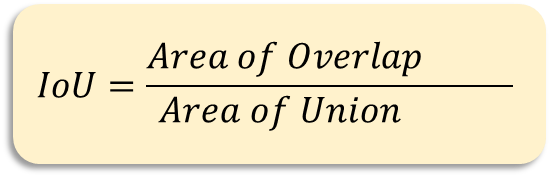 IoU = Area of Overlap
Area of Union